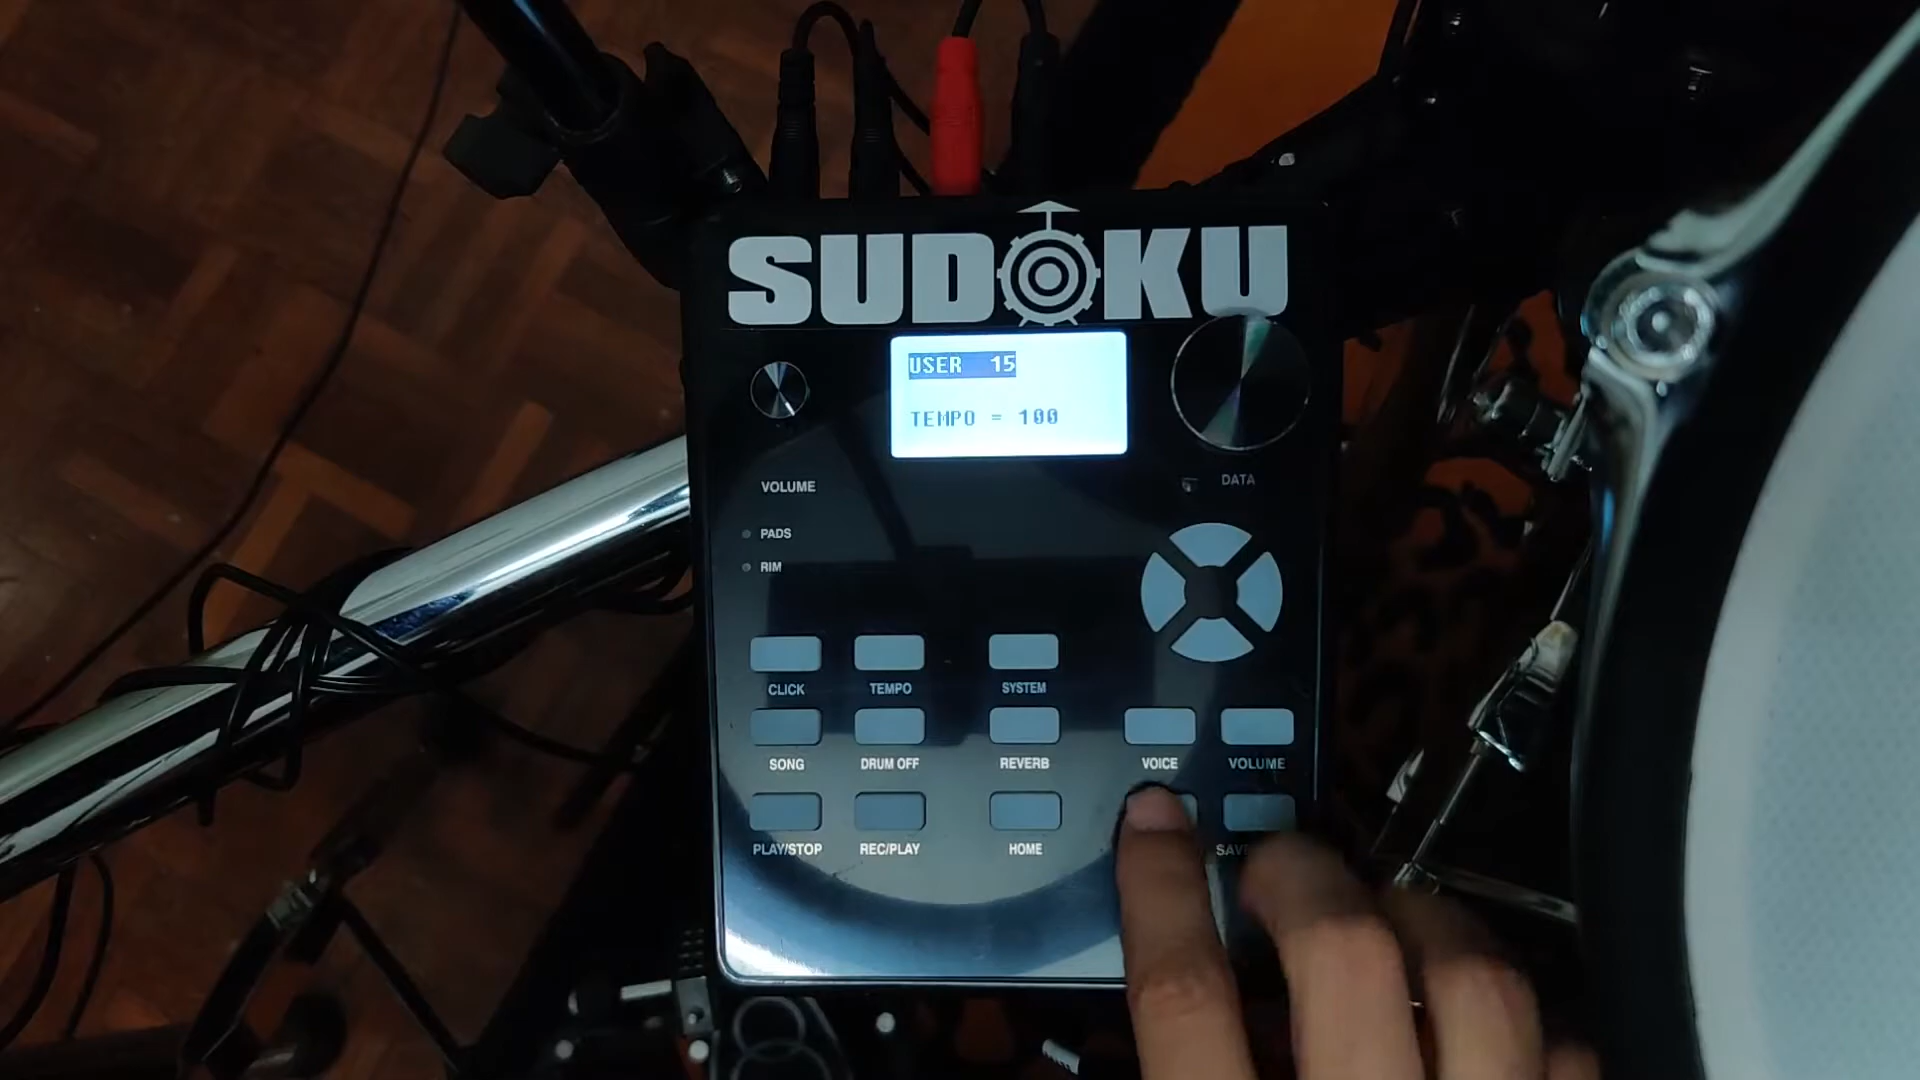 SUDOKU
USER 15
TEMPO = 100
VOLUME
DATA
PADS
RIM
CLICK TEMPO SYSTEM
SONG DRUM OFF REVERB VOICE VOLUME
PLAY/STOP REC/PLAY HOME